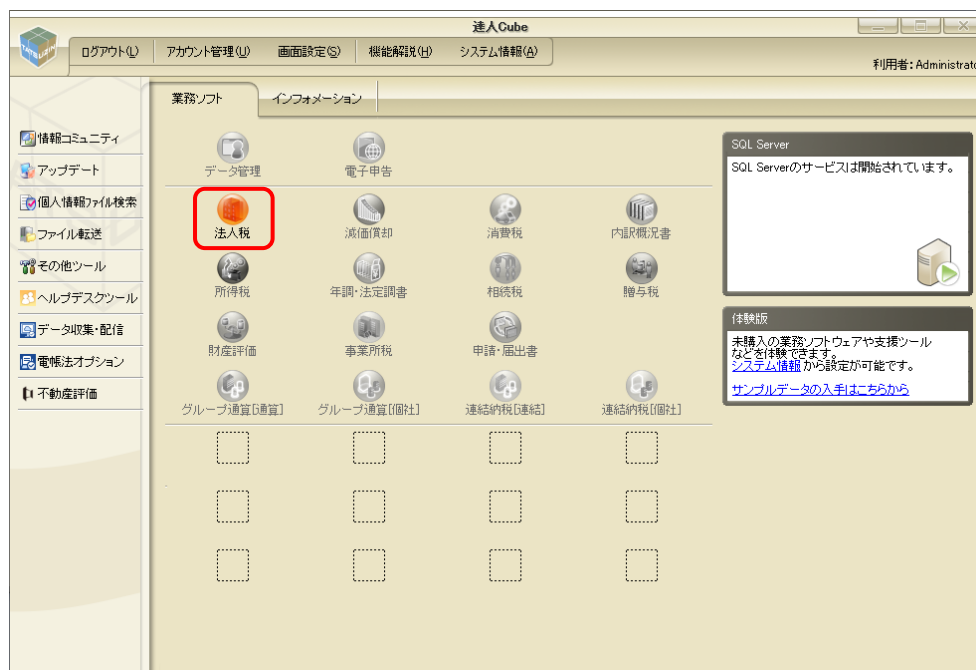 達人Cube
ログアウト(L)
アカウント管理(U)
画面設定(S)
機能解説(H)
システム情報(A)
利用者:Administrato
業務ソフト
インフォメーション
情報コミュニティ
アップデート
個人情報ファイル検索
ファイル転送
その他ツール
ヘルプデスクツール
データ収集・配信
電帳法オプション
不動産評価
データ管理
電子申告
法人税
減価償却
消費税
内訳概況書
所得税
年調・法定調書
相続税
贈与税
財産評価
事業所税
申請・届出書
グループ通算[通算]
グループ通算[個社]
連結納税[連結]
連結納税[個社]
SQL Server
SQL Serverのサービスは開始されています。
体験版
未購入の業務ソフトウェアや支援ツール
などを体験できます。
システム情報 から設定が可能です。
サンプルデータの入手はこちらから